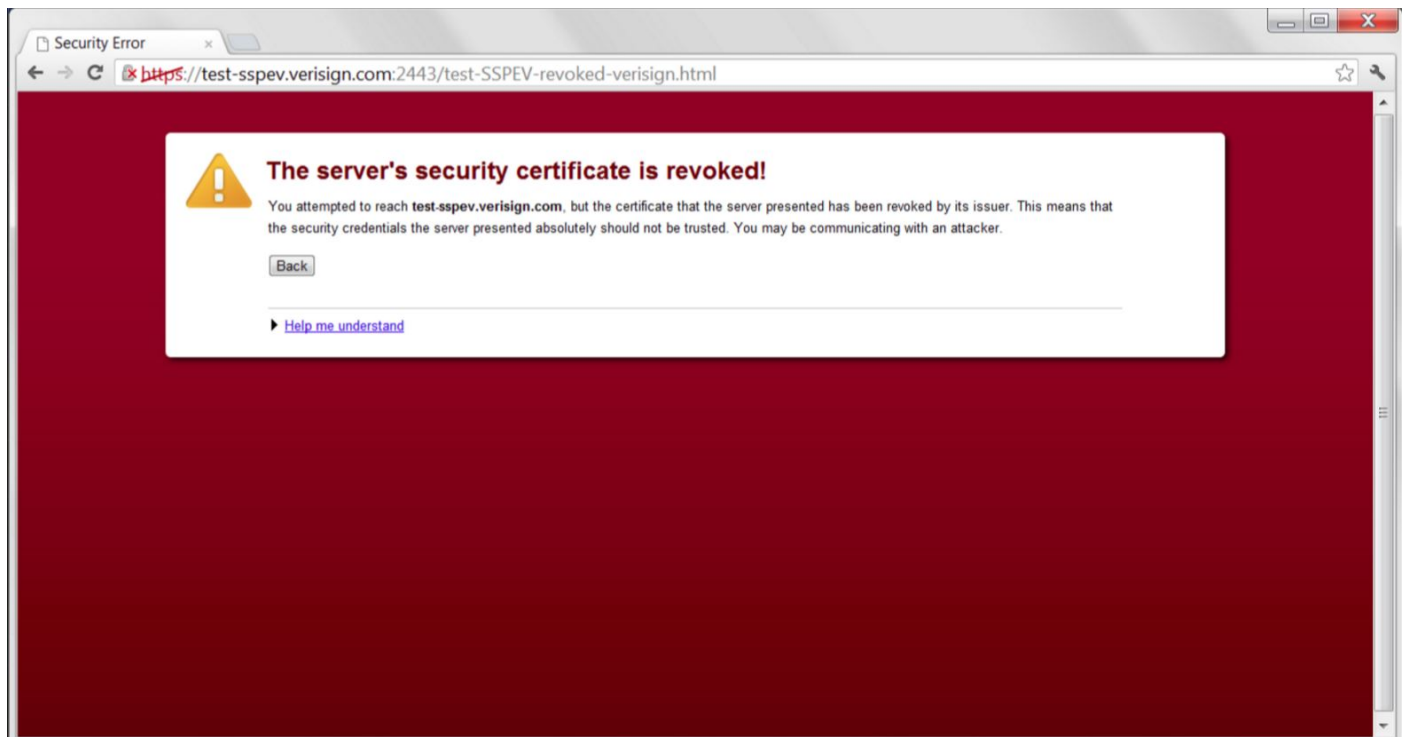 Security Error
https://test-sspev.verisign.com:2443/test-SSPEV-revoked-verisign.html
The server's security certificate is revoked!
You attempted to reach test-sspev.verisign.com, but the certificate that the server presented has been revoked by its issuer. This means that
the security credentials the server presented absolutely should not be trusted. You may be communicating with an attacker.
Back
Help me understand